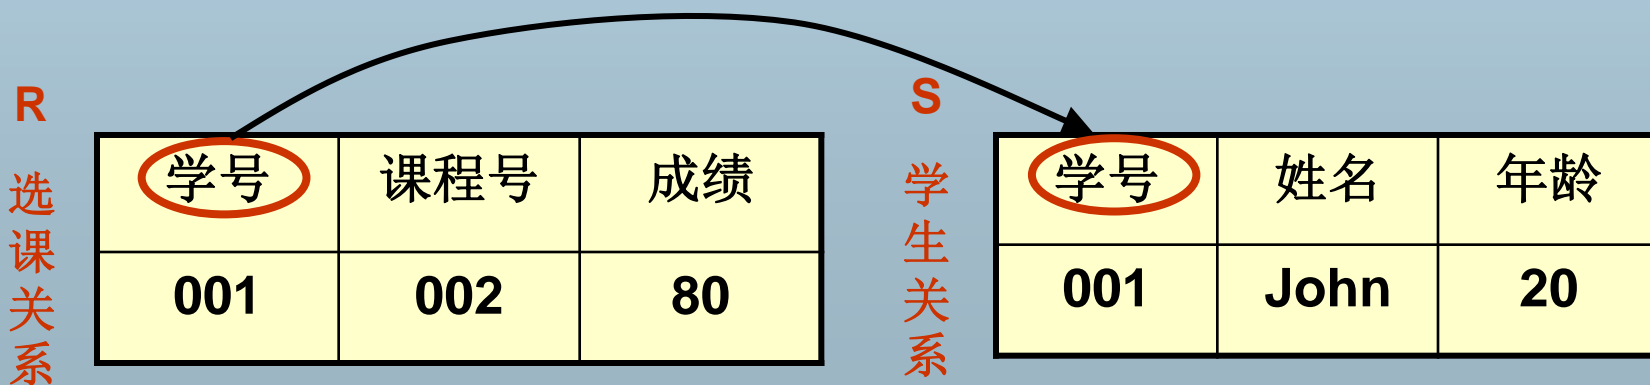 R
选课关系
学号 课程号 成绩
001 002 80
S
学生关系
学号 姓名 年龄
001 John 20